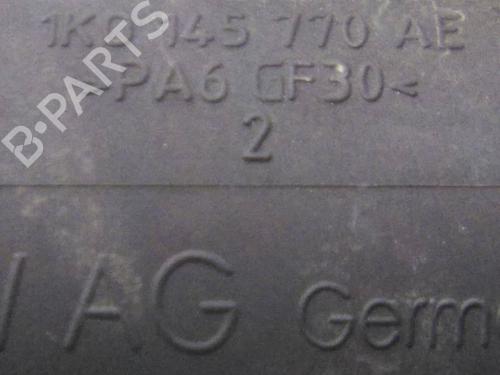 B-PARTS
1K0 145 770 AE
>PA6 GF30<
2
AG Germ